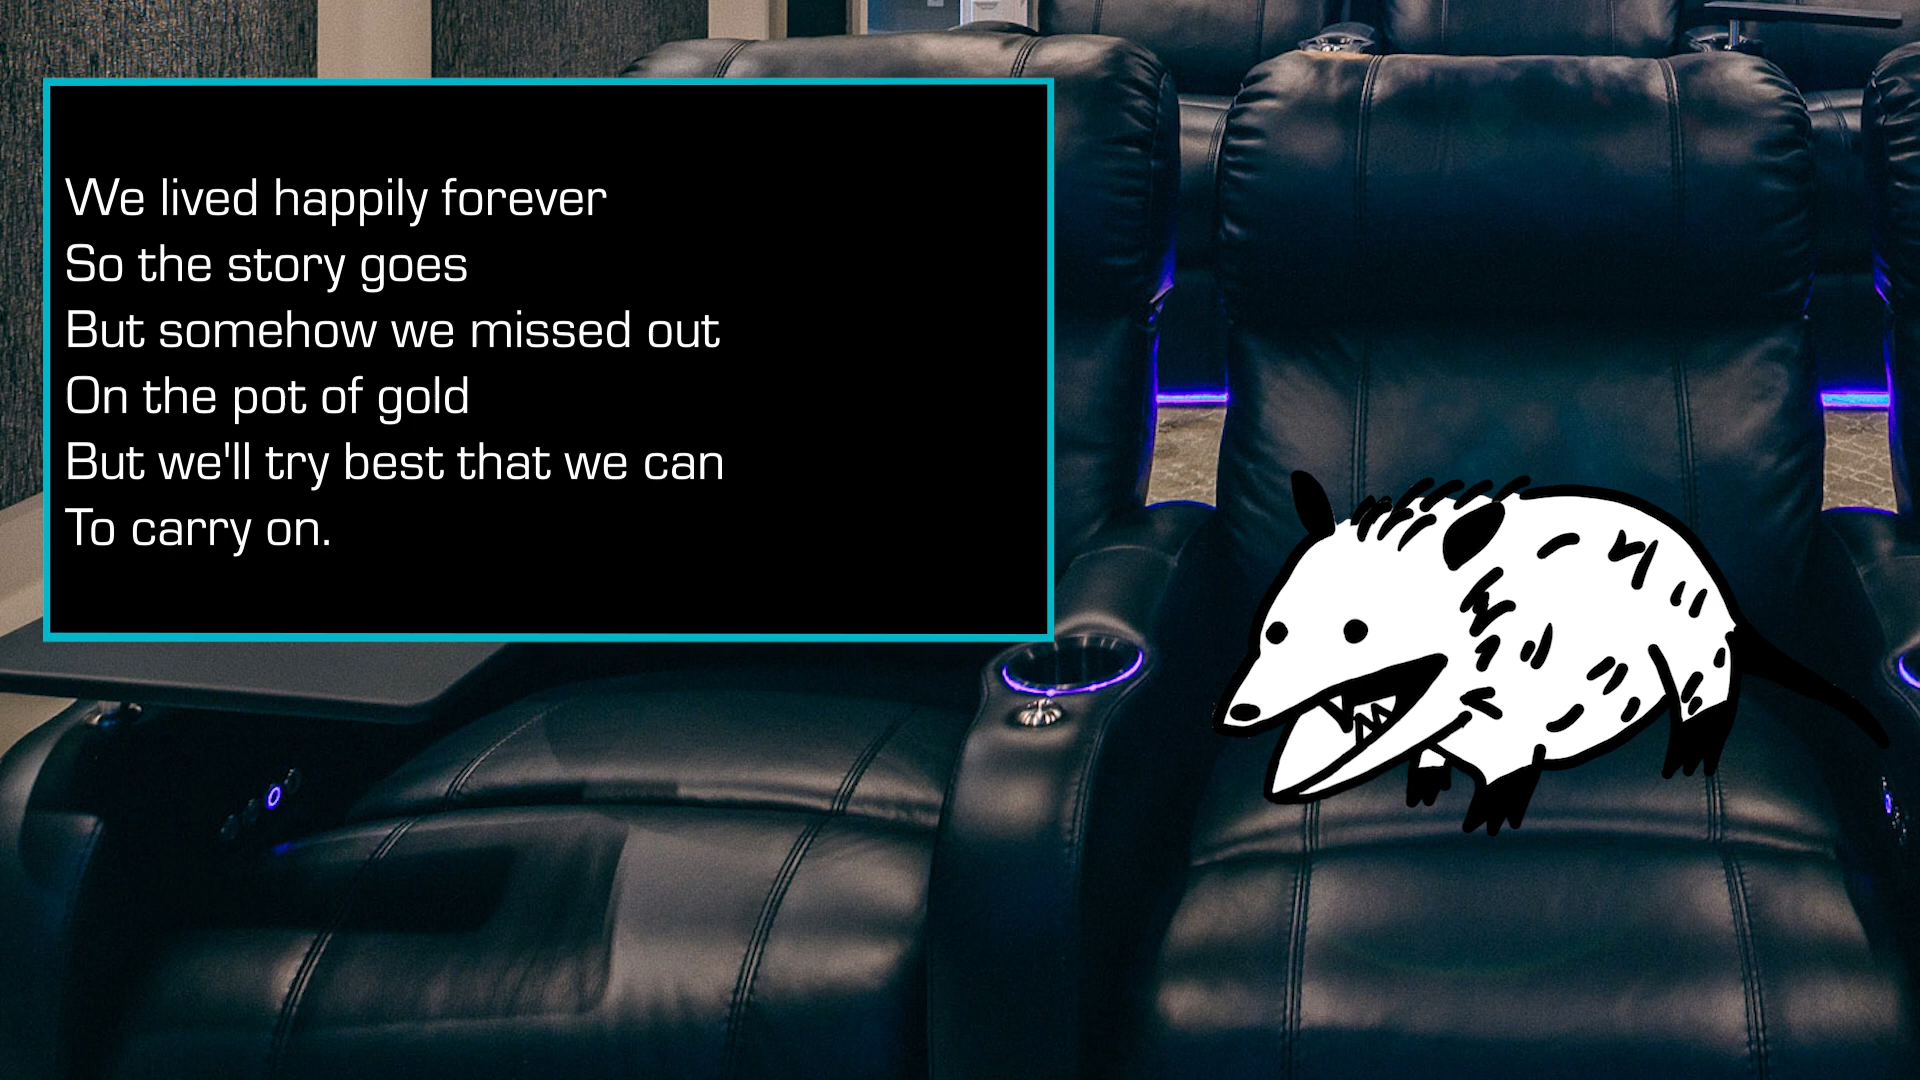 We lived happily forever
So the story goes
But somehow we missed out
On the pot of gold
But we'll try best that we can
To carry on.